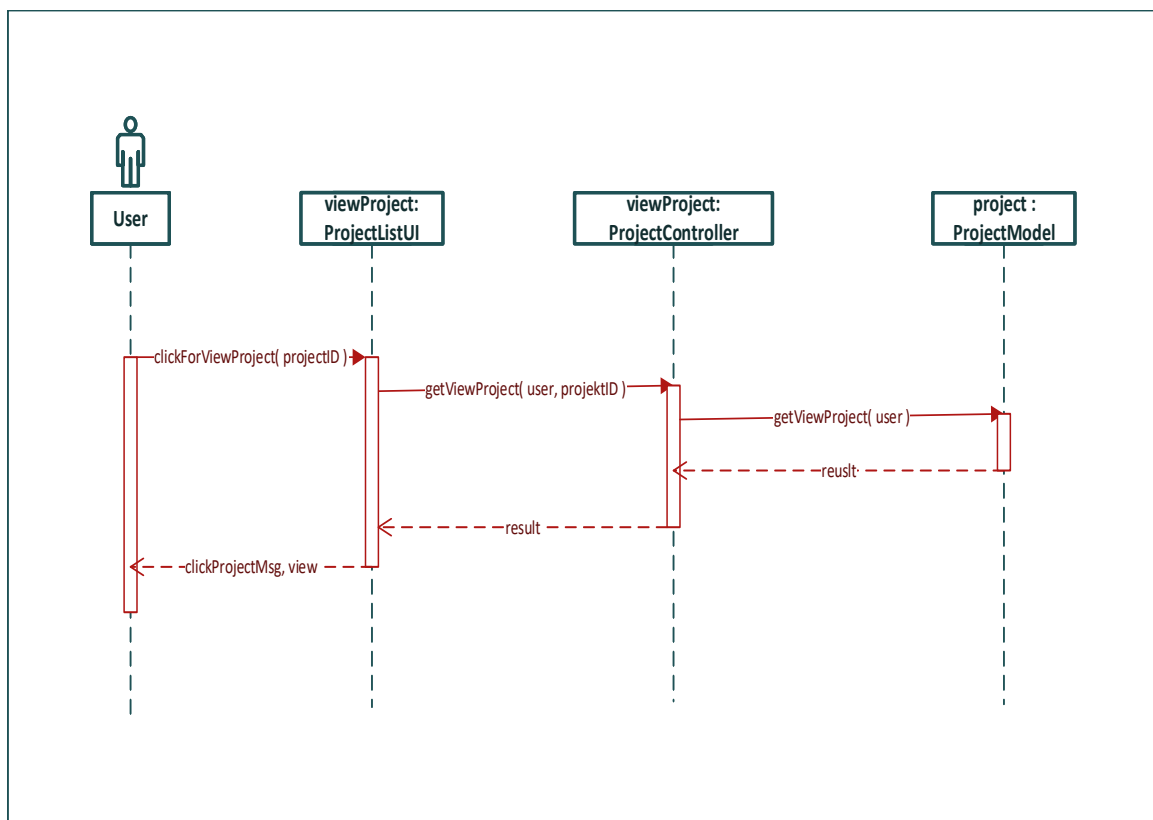 User
viewProject:
ProjectListUI
viewProject:
ProjectController
project :
ProjectModel
clickForViewProject( projectID )
getViewProject( user, projektID )
getViewProject( user )
reuslt
result
clickProjectMsg, view